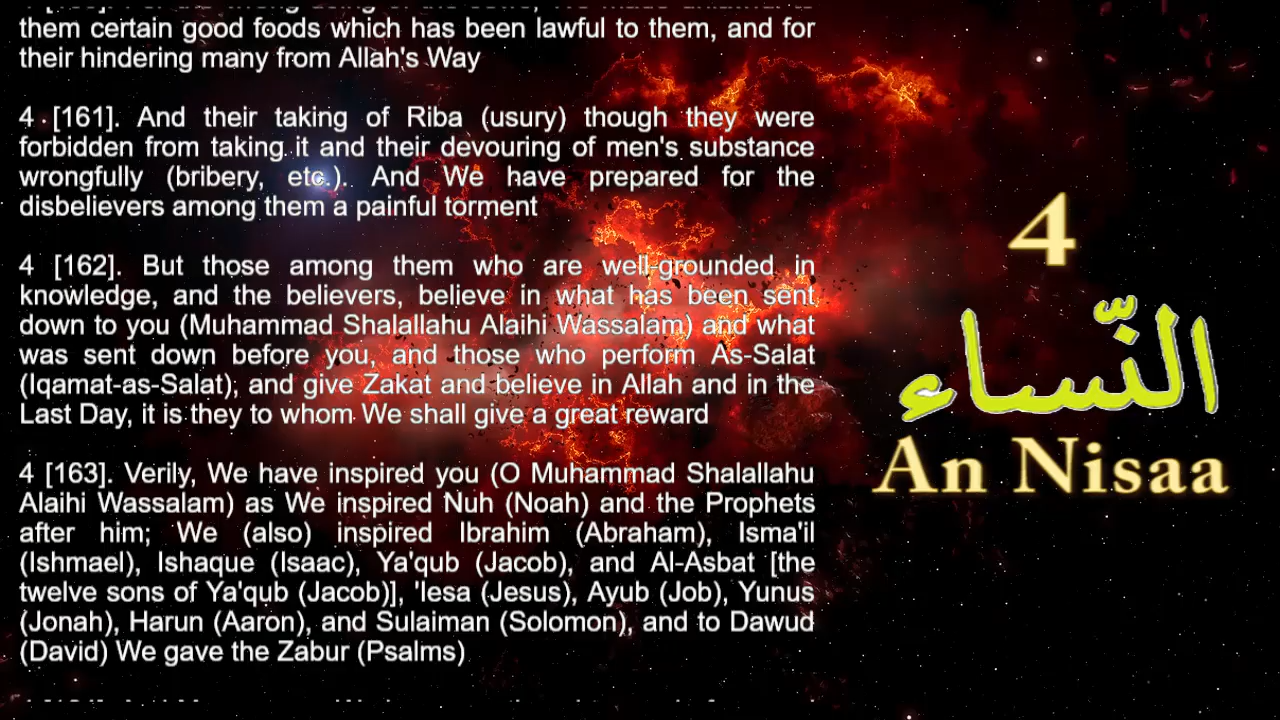 them certain good foods which has been lawful to them, and for
their hindering many from Allah's Way
4 [161]. And their taking of Riba (usury) though they were
forbidden from taking it and their devouring of men's substance
wrongfully (bribery, etc.). And We have prepared for the
disbelievers among them a painful torment
4 [162]. But those among them who are well-grounded in
knowledge, and the believers, believe in what has been sent
down to you (Muhammad Shalallahu Alaihi Wassalam) and what
was sent down before you, and those who perform As-Salat
(Iqamat-as-Salat), and give Zakat and believe in Allah and in the
Last Day, it is they to whom We shall give a great reward
4 [163]. Verily, We have inspired you (O Muhammad Shalallahu
Alaihi Wassalam) as We inspired Nuh (Noah) and the Prophets
after him; We (also) inspired Ibrahim (Abraham), Isma'il
(Ishmael), Ishaque (Isaac), Ya'qub (Jacob), and Al-Asbat [the
twelve sons of Ya'qub (Jacob)], 'Iesa (Jesus), Ayub (Job), Yunus
(Jonah), Harun (Aaron), and Sulaiman (Solomon), and to Dawud
(David) We gave the Zabur (Psalms)
4
النّساء
An Nisaa